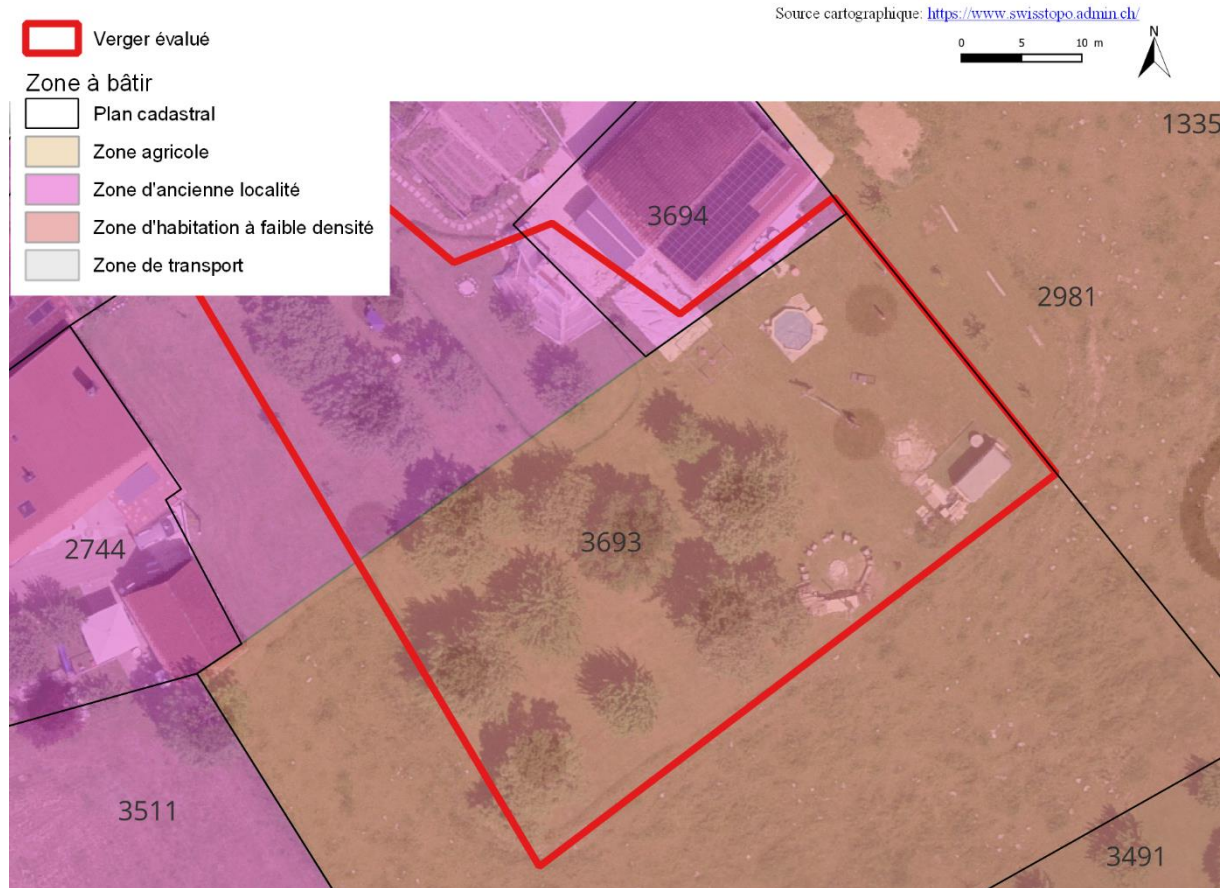 Source cartographique: https://www.swisstopo.admin.ch/
0 5 10 m
N
Verger évalué
Zone à bâtir
Plan cadastral
Zone agricole
Zone d'ancienne localité
Zone d'habitation à faible densité
Zone de transport
1335
3694
2981
2744
3693
3511
3491